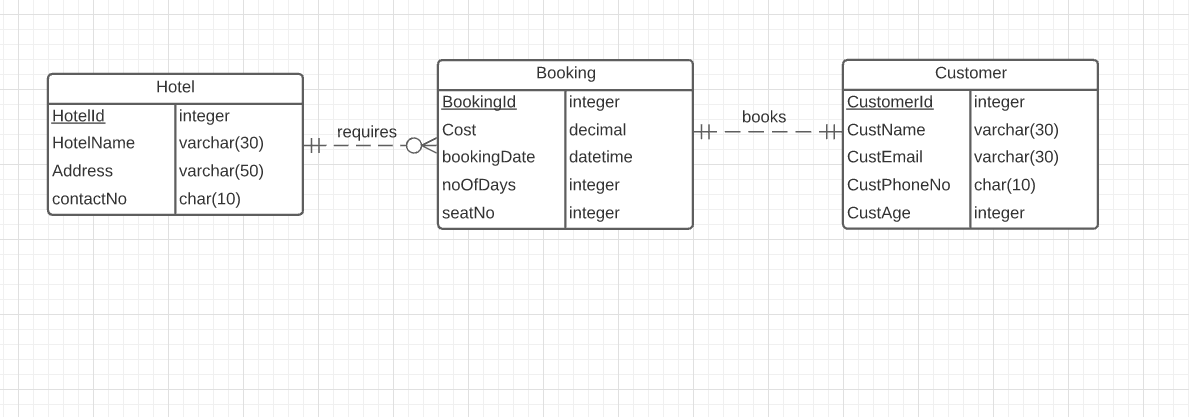 Hotel
HotelId integer
HotelName varchar(30)
Address varchar(50)
contactNo char(10)
requires
Booking
BookingId integer
Cost decimal
bookingDate datetime
noOfDays integer
seatNo integer
books
Customer
CustomerId integer
CustName varchar(30)
CustEmail varchar(30)
CustPhoneNo char(10)
CustAge integer